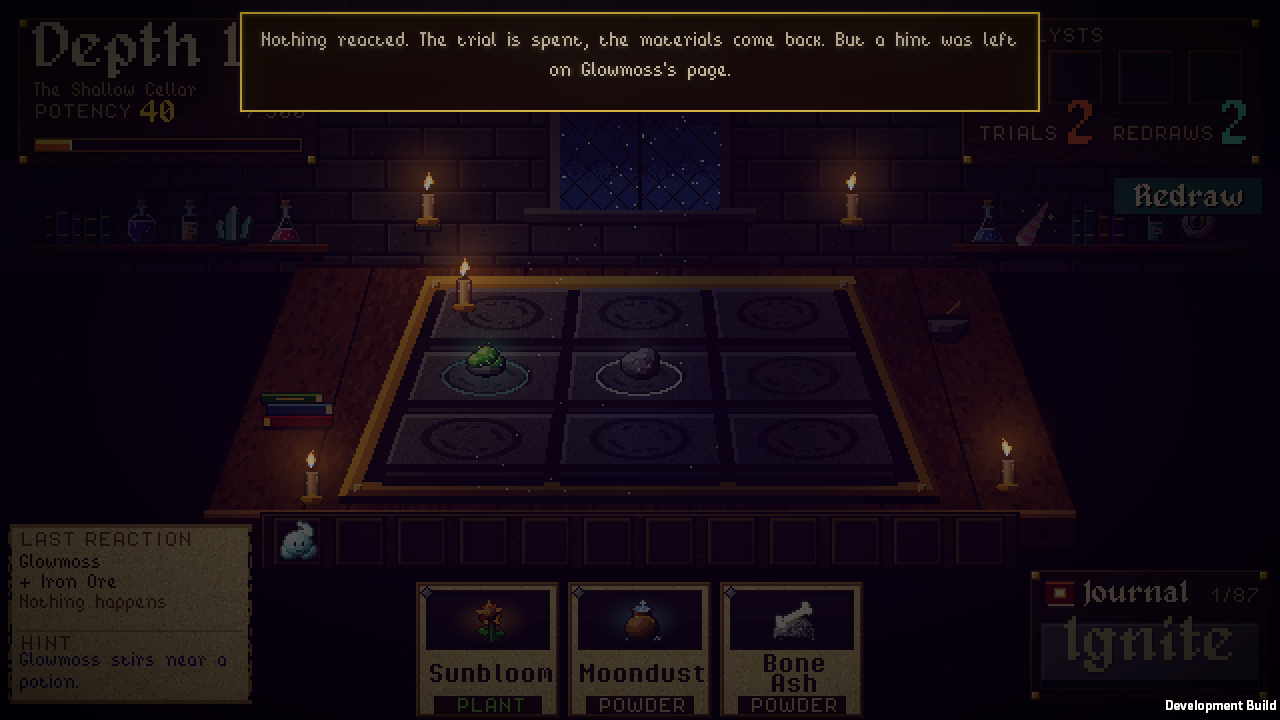 Nothing reacted. The trial is spent, the materials come back. But a hint was left
on Glowmoss's page.
Depth 1
The Shallow Cellar
POTENCY 40
TRIALS 2 REDRAWS 2
Redraw
LAST REACTION
Glowmoss
+ Iron Ore
Nothing happens
HINT
Glowmoss stirs near a
potion.
Sunbloom
PLANT
Moondust
POWDER
Bone
Ash
POWDER
Journal 1/87
Ignite
Development Build